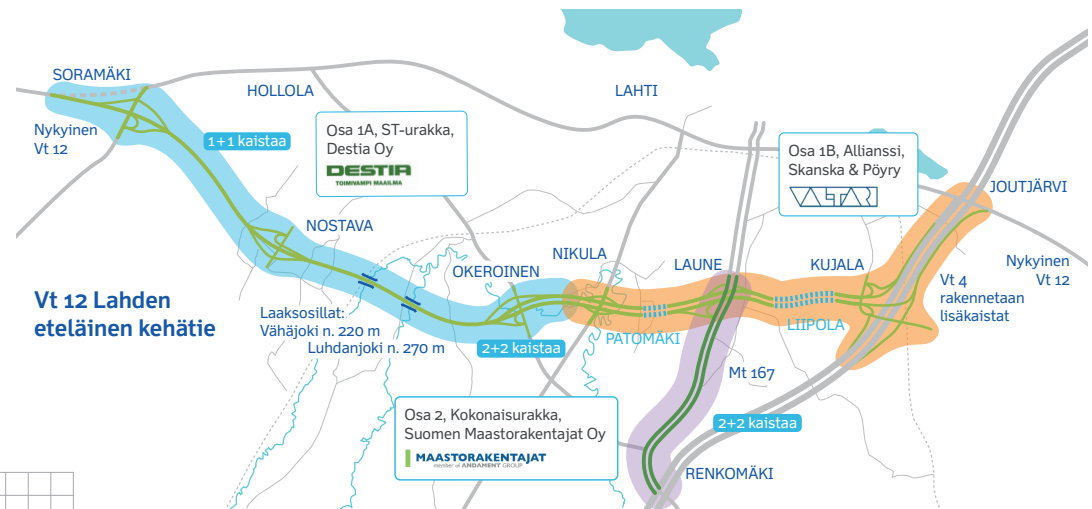 SORAMÄKI
HOLLOLA
LAHTI
Nykyinen
Vt 12
1+1 kaistaa
Osa 1A, ST-urakka,
Destia Oy
DESTIA
TOIMIVAMPI MAAILMA
Osa 1B, Allianssi,
Skanska & Pöyry
VALTARI
JOUTJÄRVI
NOSTAVA
OKEROINEN
NIKULA
LAUNE
KUJALA
Nykyinen
Vt 12
Vt 4
rakennetaan
lisäkaistat
Vt 12 Lahden
eteläinen kehätie
Laaksosillat:
Vähäjoki n. 220 m
Luhdanjoki n. 270 m
2+2 kaistaa
PATOMÄKI
LIIPOLA
Mt 167
Osa 2, Kokonaisurakka,
Suomen Maastorakentajat Oy
MAASTORAKENTAJAT
member of ANDAMENT GROUP
2+2 kaistaa
RENKOMÄKI